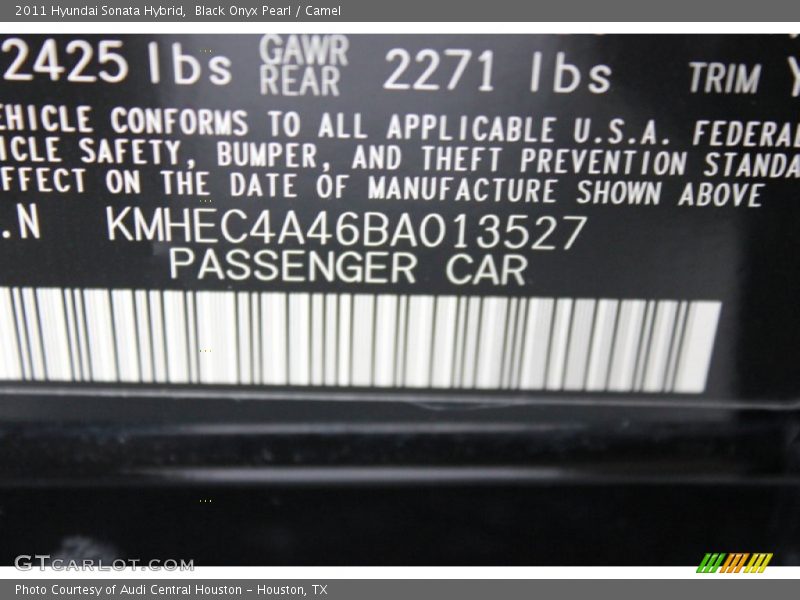 2011 Hyundai Sonata Hybrid, Black Onyx Pearl / Camel
2425 lbs GAWR REAR 2271 lbs TRIM
EHICLE CONFORMS TO ALL APPLICABLE U.S.A. FEDERAL
ICLE SAFETY, BUMPER, AND THEFT PREVENTION STANDA
FFECT ON THE DATE OF MANUFACTURE SHOWN ABOVE
.N KMHEC4A46BA013527
PASSENGER CAR
GTCARLOT.COM
Photo Courtesy of Audi Central Houston - Houston, TX